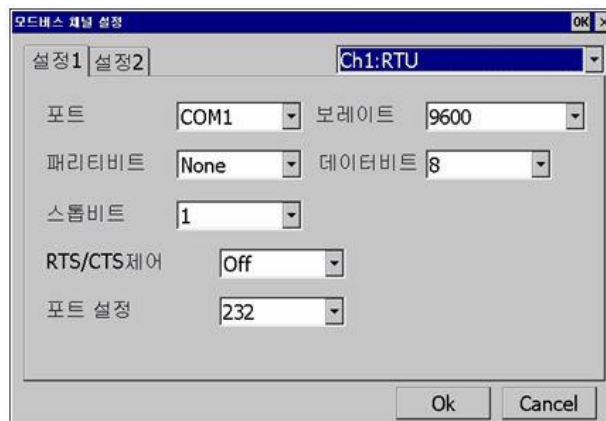 모드버스 채널 설정 OK ×
설정1 설정2 Ch1:RTU
포트 COM1 보레이트 9600
패리티비트 None 데이터비트 8
스톱비트 1
RTS/CTS제어 Off
포트 설정 232
Ok Cancel